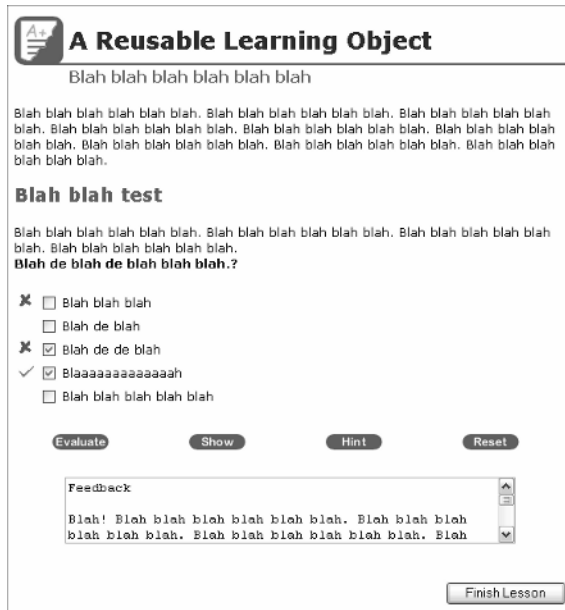 A+
A Reusable Learning Object
Blah blah blah blah blah blah
Blah blah blah blah blah blah. Blah blah blah blah blah blah. Blah blah blah blah blah
blah. Blah blah blah blah blah blah. Blah blah blah blah blah blah. Blah blah blah blah
blah blah. Blah blah blah blah blah blah. Blah blah blah blah blah blah. Blah blah blah
blah blah blah.
Blah blah test
Blah blah blah blah blah blah. Blah blah blah blah blah blah. Blah blah blah blah blah
blah. Blah blah blah blah blah blah.
Blah de blah de blah blah blah.?
Blah blah blah
Blah de blah
Blah de de blah
Blaaaaaaaaaaaaah
Blah blah blah blah blah
Evaluate Show Hint Reset
Feedback
Blah! Blah blah blah blah blah blah. Blah blah blah
blah blah blah. Blah blah blah blah blah blah. Blah
Finish Lesson